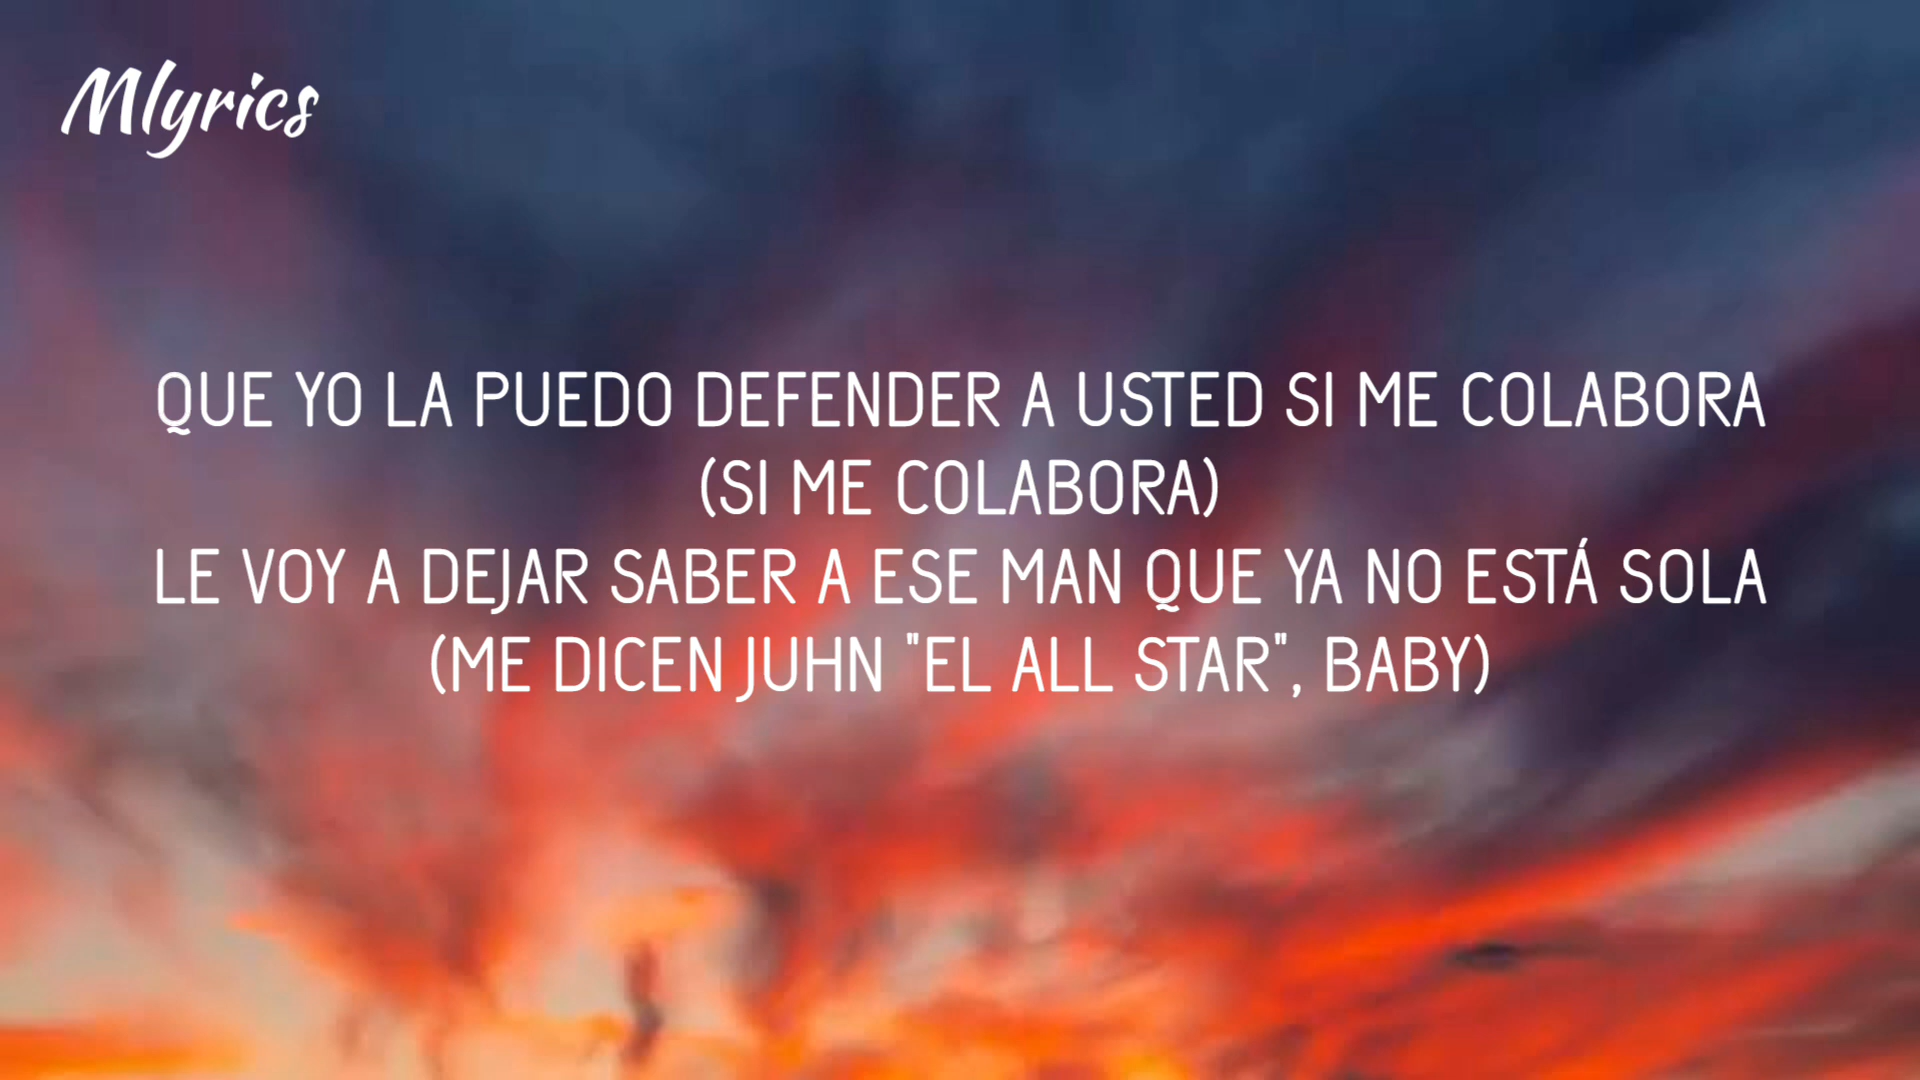 Mlyrics
QUE YO LA PUEDO DEFENDER A USTED SI ME COLABORA
(SI ME COLABORA)
LE VOY A DEJAR SABER A ESE MAN QUE YA NO ESTÁ SOLA
(ME DICEN JUHN "EL ALL STAR", BABY)